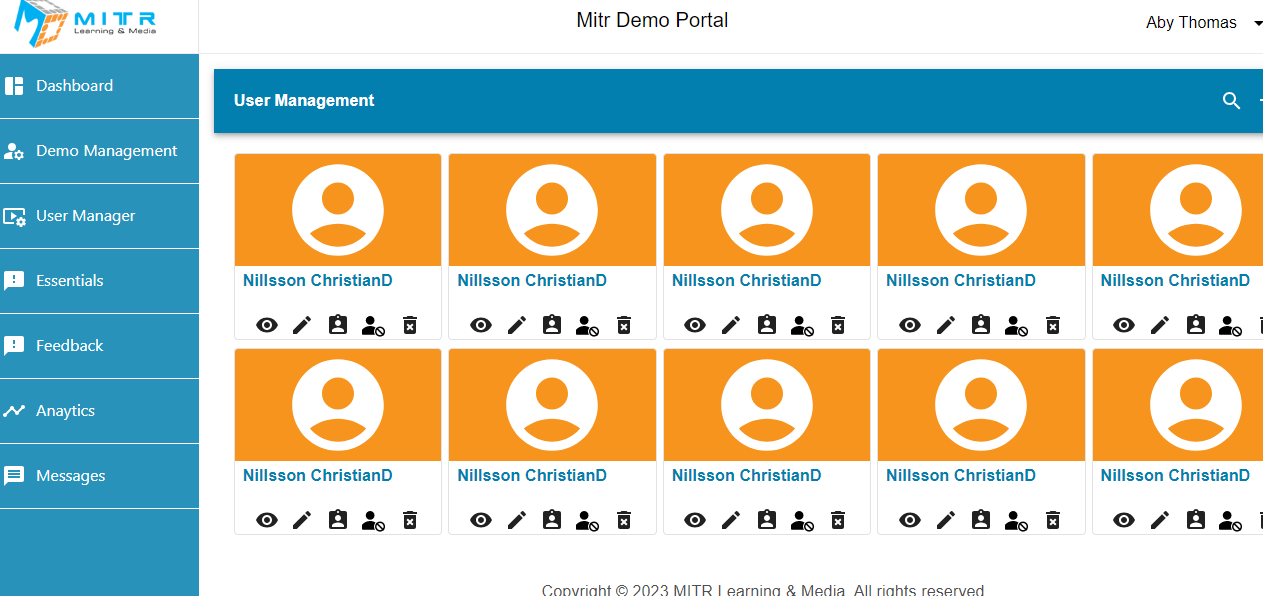 MITR
Learning & Media
Mitr Demo Portal
Aby Thomas
Dashboard
Demo Management
User Manager
Essentials
Feedback
Anaytics
Messages
User Management
Nillsson ChristianD
Nillsson ChristianD
Nillsson ChristianD
Nillsson ChristianD
Nillsson ChristianD
Nillsson ChristianD
Nillsson ChristianD
Nillsson ChristianD
Nillsson ChristianD
Nillsson ChristianD
Copyright © 2023 MITR Learning & Media. All rights reserved